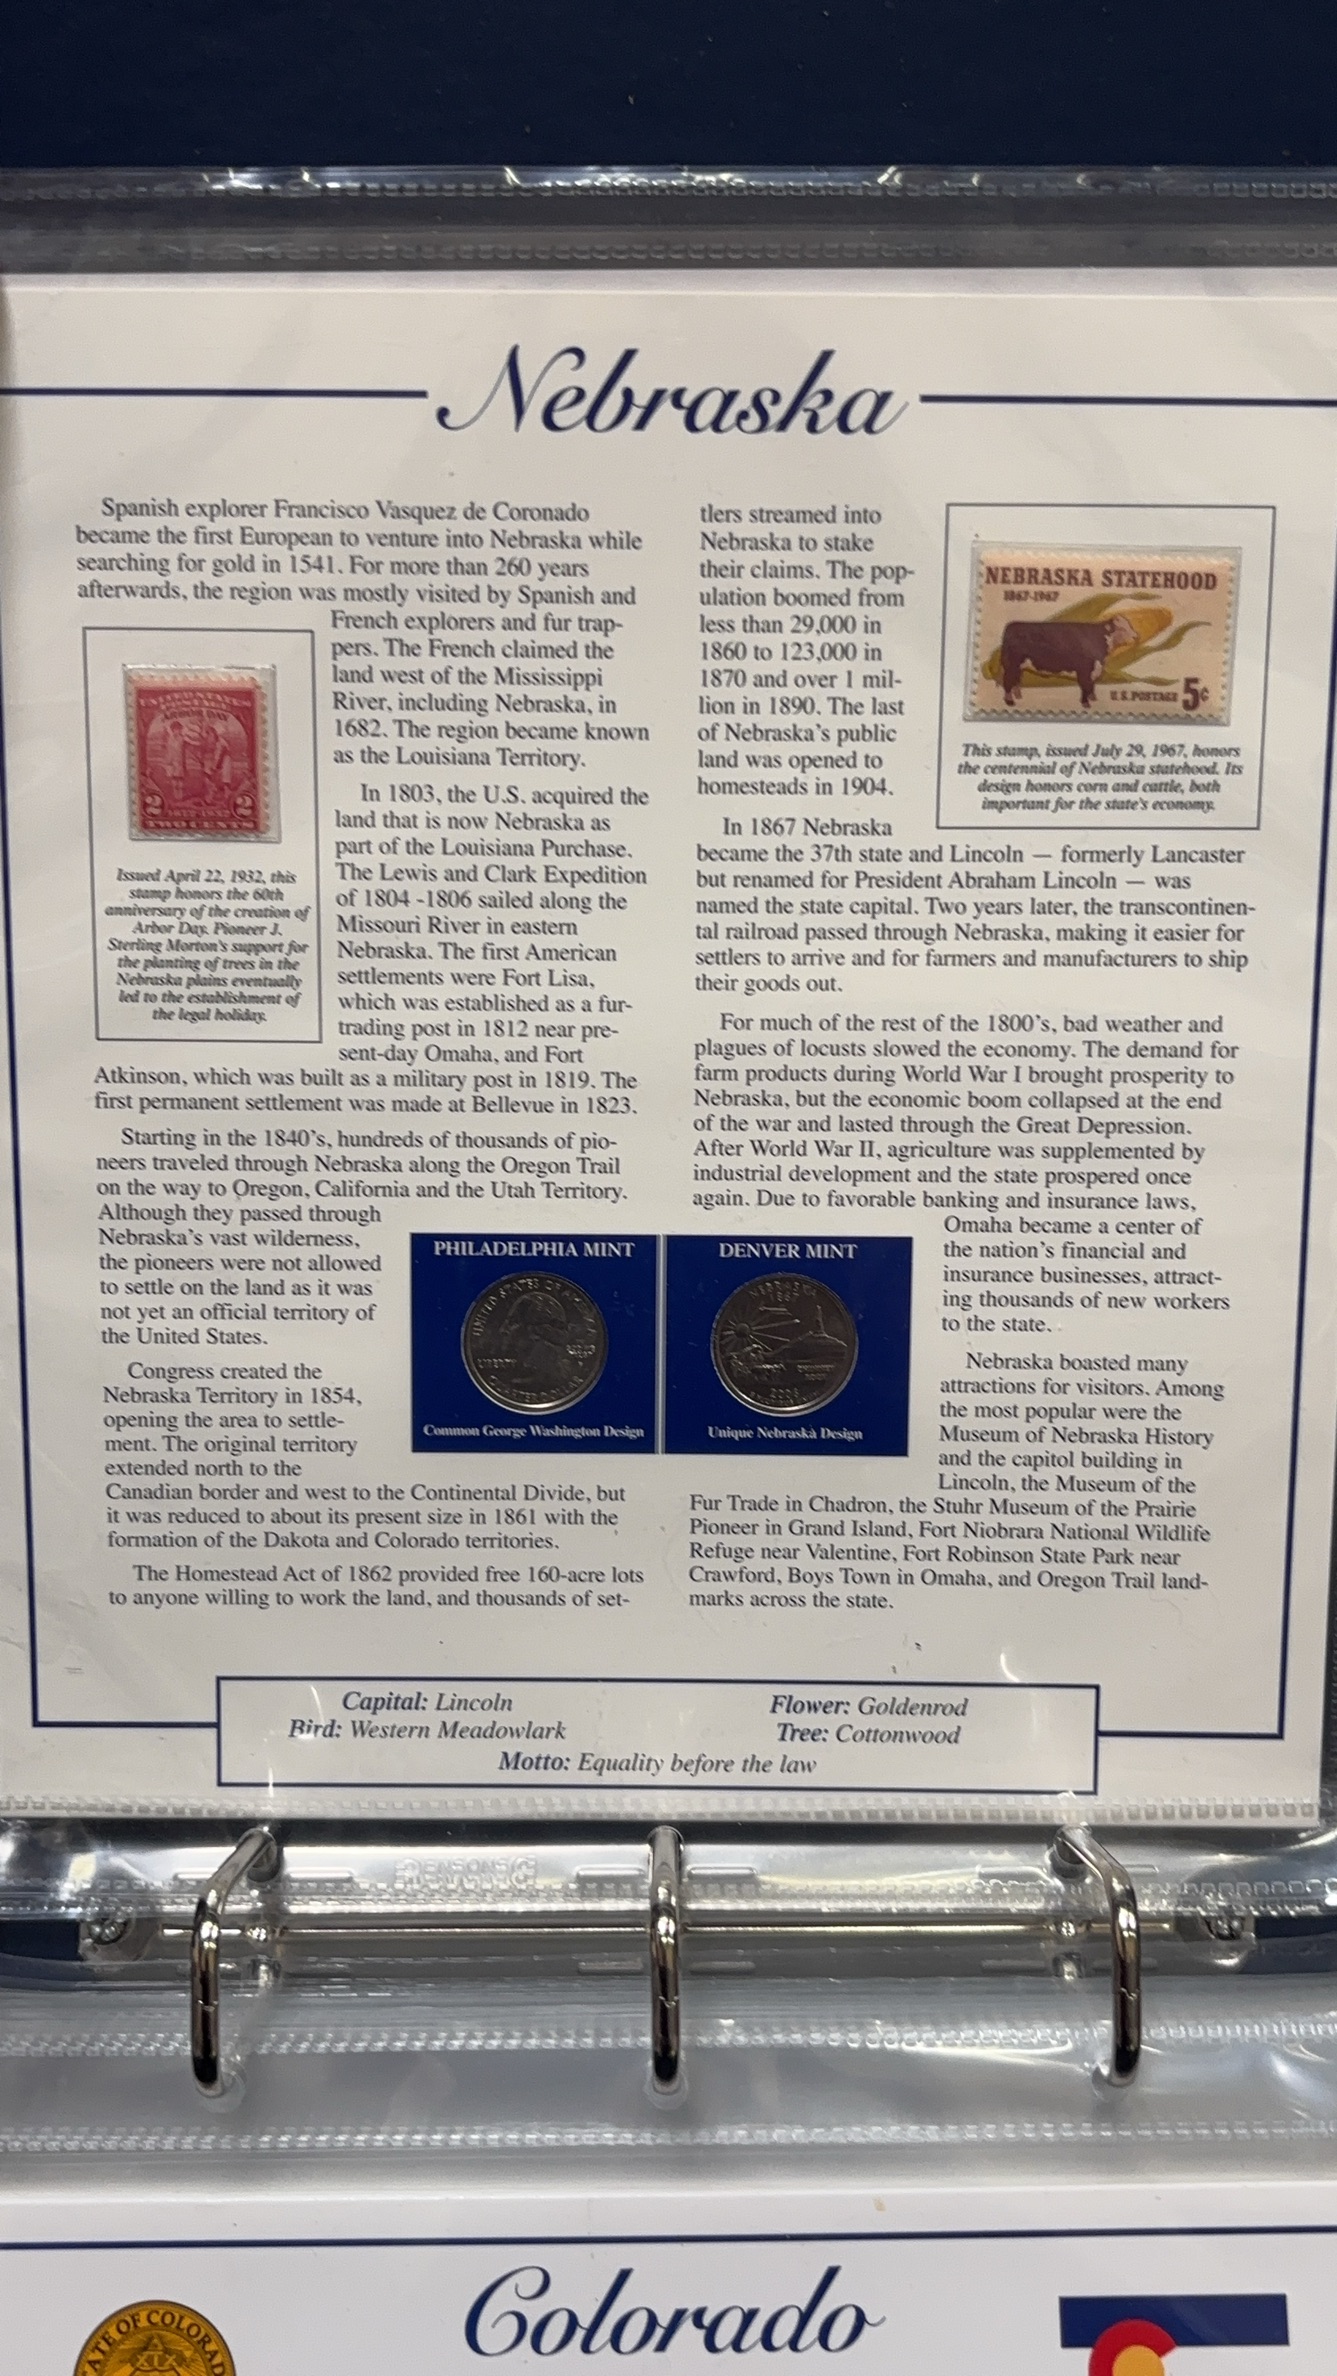 Nebraska
Spanish explorer Francisco Vasquez de Coronado
became the first European to venture into Nebraska while
searching for gold in 1541. For more than 260 years
afterwards, the region was mostly visited by Spanish and
French explorers and fur trap-
pers. The French claimed the
land west of the Mississippi
River, including Nebraska, in
1682. The region became known
as the Louisiana Territory.
In 1803, the U.S. acquired the
land that is now Nebraska as
part of the Louisiana Purchase.
The Lewis and Clark Expedition
of 1804 -1806 sailed along the
Missouri River in eastern
Nebraska. The first American
settlements were Fort Lisa,
which was established as a fur-
trading post in 1812 near pre-
sent-day Omaha, and Fort
Atkinson, which was built as a military post in 1819. The
first permanent settlement was made at Bellevue in 1823.
ARBOR DAY
2 2
TWO CENTS
Issued April 22, 1932, this
stamp honors the 60th
anniversary of the creation of
Arbor Day. Pioneer J.
Sterling Morton's support for
the planting of trees in the
Nebraska plains eventually
led to the establishment of
the legal holiday.
Starting in the 1840's, hundreds of thousands of pio-
neers traveled through Nebraska along the Oregon Trail
on the way to Oregon, California and the Utah Territory.
Although they passed through
Nebraska's vast wilderness,
the pioneers were not allowed
to settle on the land as it was
not yet an official territory of
the United States.
Congress created the
Nebraska Territory in 1854,
opening the area to settle-
ment. The original territory
extended north to the
Canadian border and west to the Continental Divide, but
it was reduced to about its present size in 1861 with the
formation of the Dakota and Colorado territories.
The Homestead Act of 1862 provided free 160-acre lots
to anyone willing to work the land, and thousands of set-
tlers streamed into
Nebraska to stake
their claims. The pop-
ulation boomed from
less than 29,000 in
1860 to 123,000 in
1870 and over 1 mil-
lion in 1890. The last
of Nebraska's public
land was opened to
homesteads in 1904.
NEBRASKA STATEHOOD
1867-1967
U.S. POSTAGE 5¢
This stamp, issued July 29, 1967, honors
the centennial of Nebraska statehood. Its
design honors corn and cattle, both
important for the state's economy.
In 1867 Nebraska
became the 37th state and Lincoln — formerly Lancaster
but renamed for President Abraham Lincoln — was
named the state capital. Two years later, the transcontinen-
tal railroad passed through Nebraska, making it easier for
settlers to arrive and for farmers and manufacturers to ship
their goods out.
For much of the rest of the 1800's, bad weather and
plagues of locusts slowed the economy. The demand for
farm products during World War I brought prosperity to
Nebraska, but the economic boom collapsed at the end
of the war and lasted through the Great Depression.
After World War II, agriculture was supplemented by
industrial development and the state prospered once
again. Due to favorable banking and insurance laws,
Omaha became a center of
the nation's financial and
insurance businesses, attract-
ing thousands of new workers
to the state.
Nebraska boasted many
attractions for visitors. Among
the most popular were the
Museum of Nebraska History
and the capitol building in
Lincoln, the Museum of the
Fur Trade in Chadron, the Stuhr Museum of the Prairie
Pioneer in Grand Island, Fort Niobrara National Wildlife
Refuge near Valentine, Fort Robinson State Park near
Crawford, Boys Town in Omaha, and Oregon Trail land-
marks across the state.
PHILADELPHIA MINT
UNITED STATES OF AMERICA
LIBERTY
QUARTER DOLLAR
Common George Washington Design
DENVER MINT
NEBRASKA
1867
2006
Unique Nebraska Design
Capital: Lincoln
Flower: Goldenrod
Bird: Western Meadowlark
Tree: Cottonwood
Motto: Equality before the law
Colorado